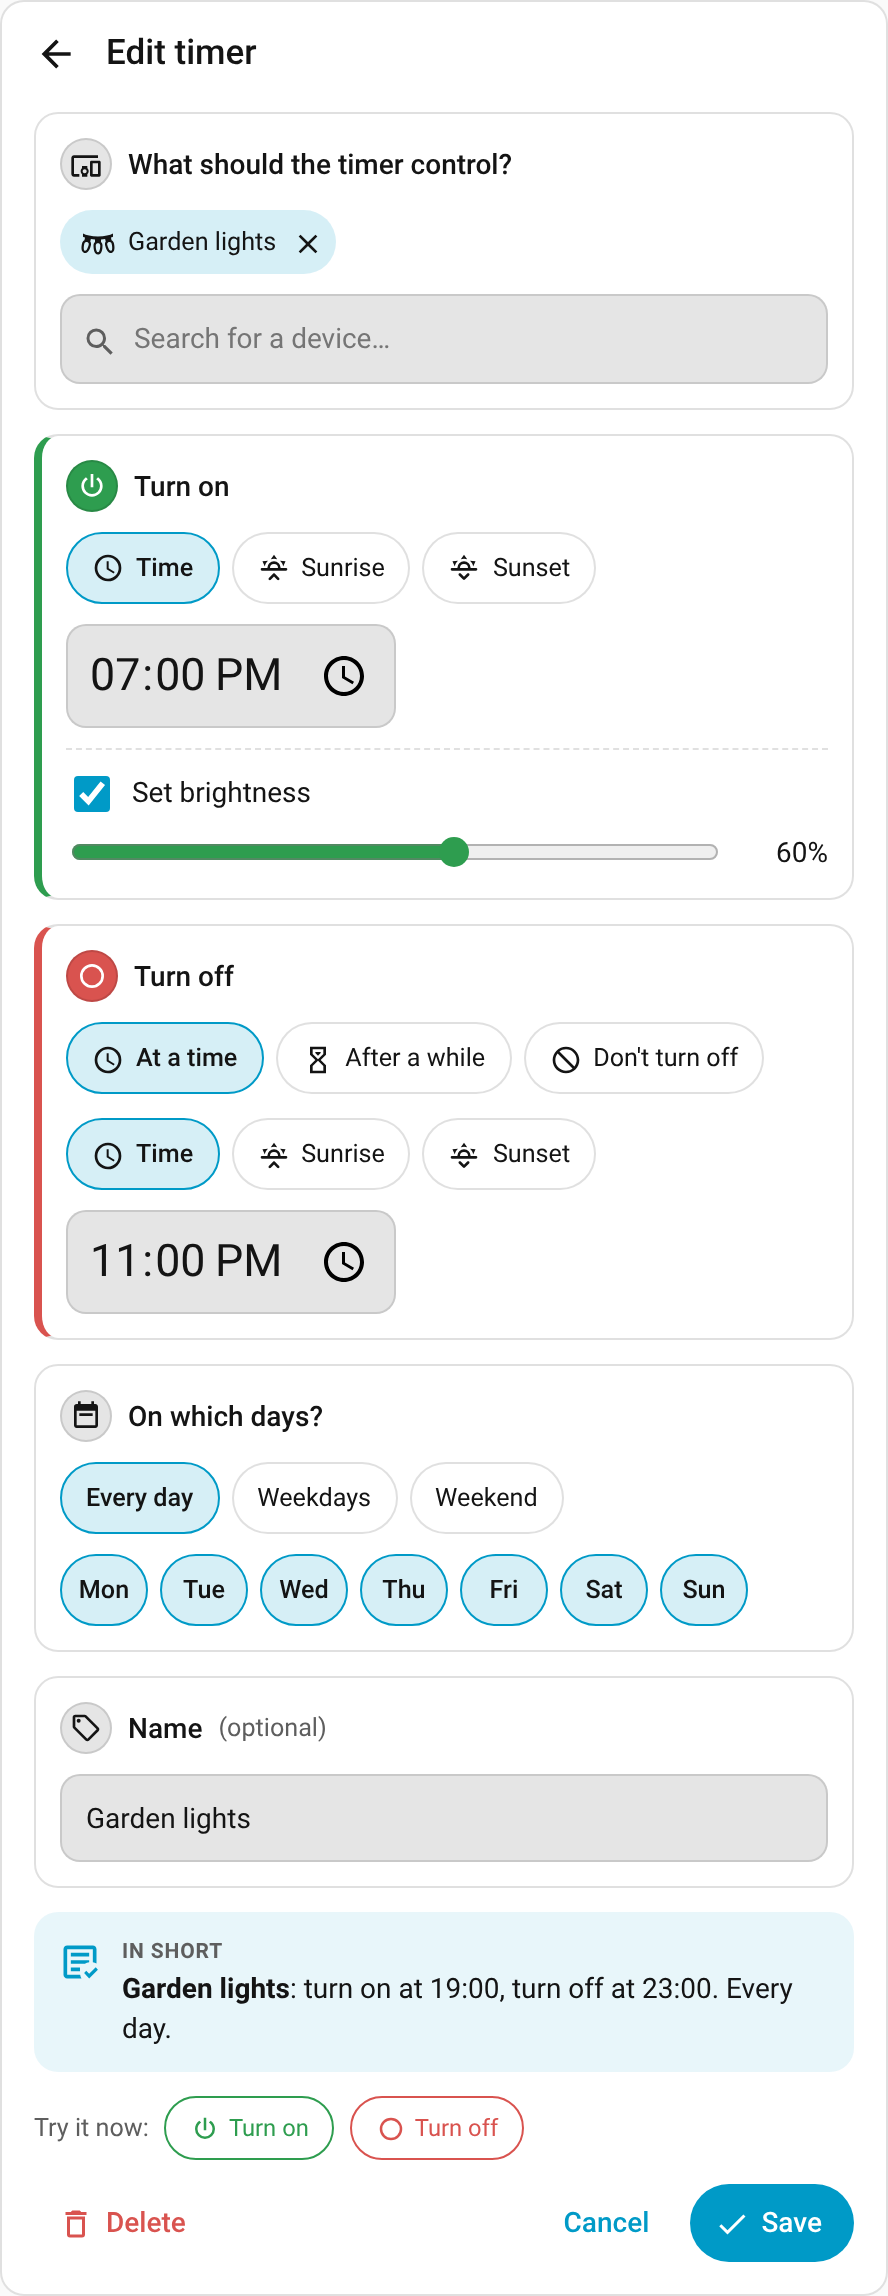 Edit timer
What should the timer control?
Garden lights
Search for a device...
Turn on
Time Sunrise Sunset
07:00 PM
Set brightness
60%
Turn off
At a time After a while Don't turn off
Time Sunrise Sunset
11:00 PM
On which days?
Every day Weekdays Weekend
Mon Tue Wed Thu Fri Sat Sun
Name (optional)
Garden lights
IN SHORT
Garden lights: turn on at 19:00, turn off at 23:00. Every
day.
Try it now: Turn on Turn off
Delete Cancel Save